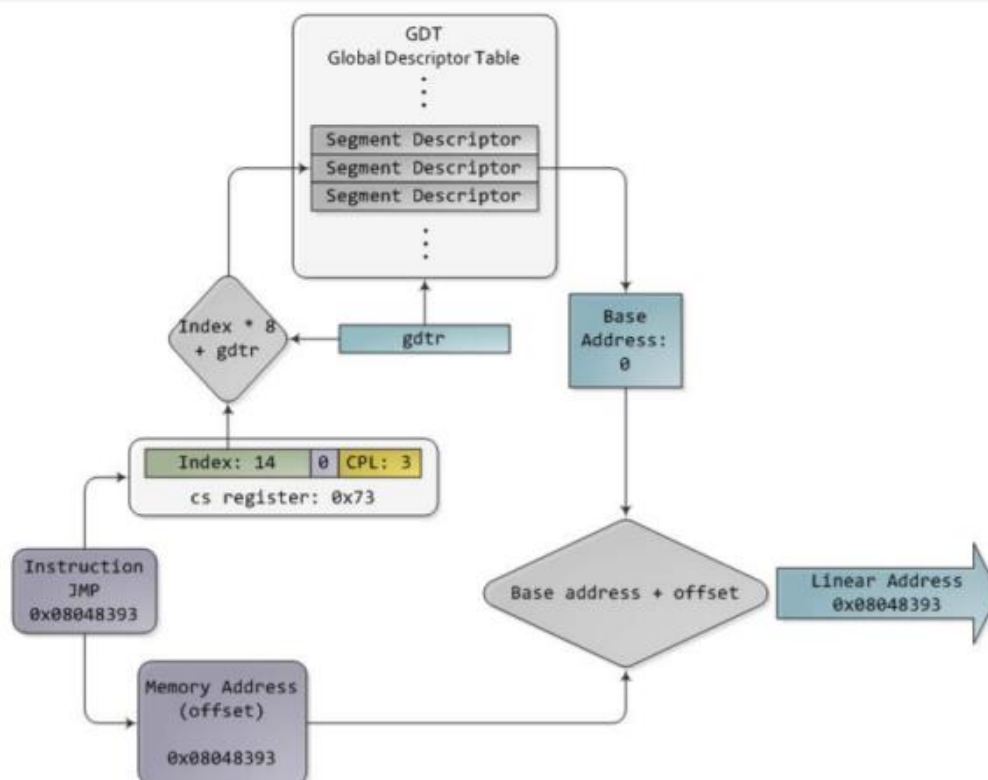 GDT
Global Descriptor Table
Segment Descriptor
Segment Descriptor
Segment Descriptor
Index * 8
+ gdtr
gdtr
Base
Address:
0
Index: 14 0 CPL: 3
cs register: 0x73
Instruction
JMP
0x08048393
Base address + offset
Linear Address
0x08048393
Memory Address
(offset)
0x08048393